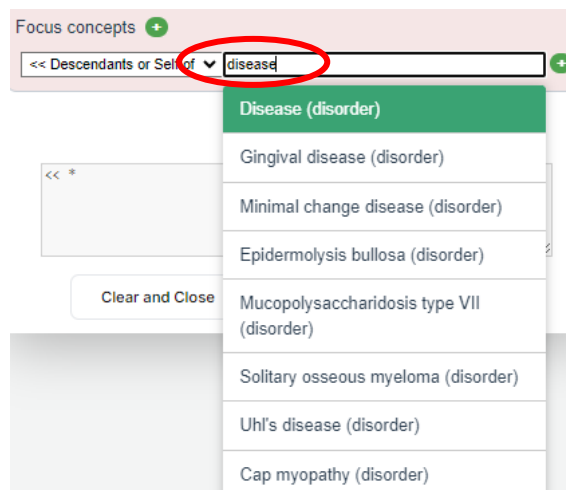 Focus concepts
<< Descendants or Self of disease
Disease (disorder)
Gingival disease (disorder)
<< *
Minimal change disease (disorder)
Epidermolysis bullosa (disorder)
Clear and Close
Mucopolysaccharidosis type VII
(disorder)
Solitary osseous myeloma (disorder)
Uhl's disease (disorder)
Cap myopathy (disorder)